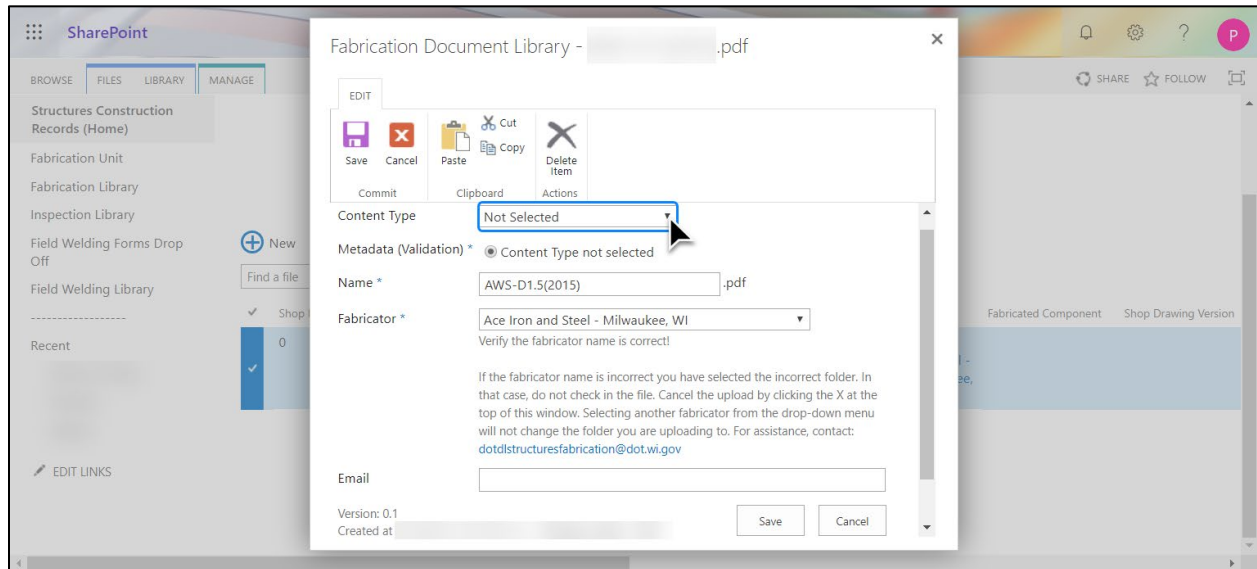 SharePoint
P
BROWSE FILES LIBRARY MANAGE
SHARE FOLLOW
Structures Construction
Records (Home)
Fabrication Unit
Fabrication Library
Inspection Library
Field Welding Forms Drop
Off
Field Welding Library
------------------
Recent
EDIT LINKS
New
Find a file
Shop
0
Fabrication Document Library - .pdf
EDIT
Save Cancel Paste Cut Copy Delete
Item
Commit Clipboard Actions
Content Type Not Selected
Metadata (Validation) * Content Type not selected
Name * AWS-D1.5(2015) .pdf
Fabricator * Ace Iron and Steel - Milwaukee, WI
Verify the fabricator name is correct!
If the fabricator name is incorrect you have selected the incorrect folder. In
that case, do not check in the file. Cancel the upload by clicking the X at the
top of this window. Selecting another fabricator from the drop-down menu
will not change the folder you are uploading to. For assistance, contact:
dotdlstructuresfabrication@dot.wi.gov
Email
Version: 0.1
Created at
Save Cancel
Fabricated Component Shop Drawing Version